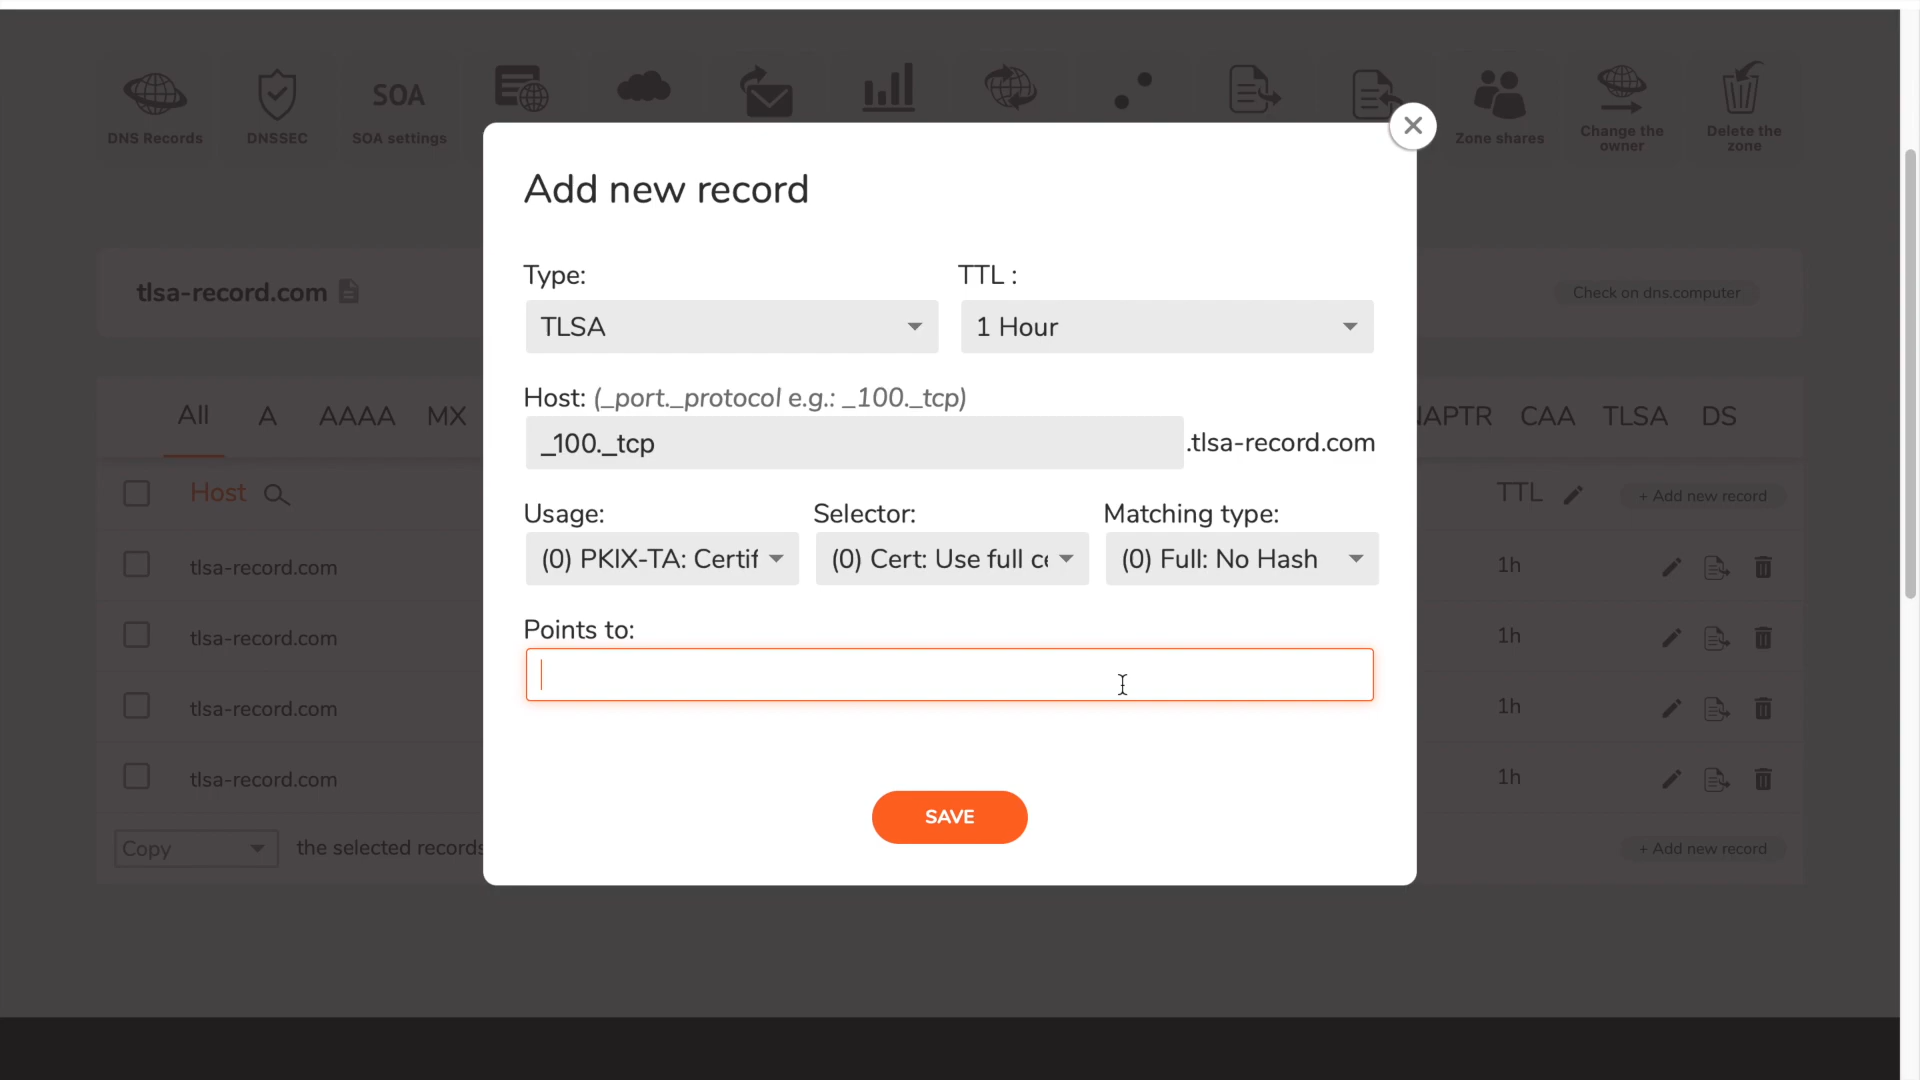 DNS Records
DNSSEC
SOA
SOA settings
Zone shares
Change the
owner
Delete the
zone
tlsa-record.com
Check on dns.computer
All A AAAA MX NAPTR CAA TLSA DS
Host
TTL
+ Add new record
tlsa-record.com
1h
tlsa-record.com
1h
tlsa-record.com
1h
tlsa-record.com
1h
Copy
the selected records
+ Add new record
Add new record
Type:
TTL :
TLSA
1 Hour
Host: (_port._protocol e.g.: _100._tcp)
_100._tcp
.tlsa-record.com
Usage:
Selector:
Matching type:
(0) PKIX-TA: Certif
(0) Cert: Use full ce
(0) Full: No Hash
Points to:
SAVE